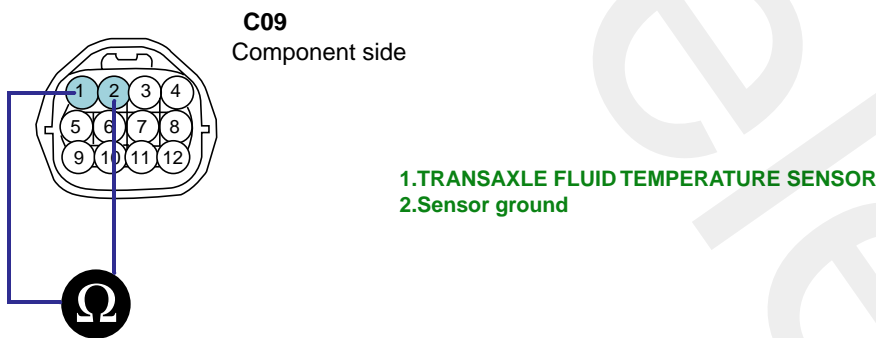 C09
Component side
1 2 3 4
5 6 7 8
9 10 11 12
1.TRANSAXLE FLUID TEMPERATURE SENSOR
2.Sensor ground
Ω